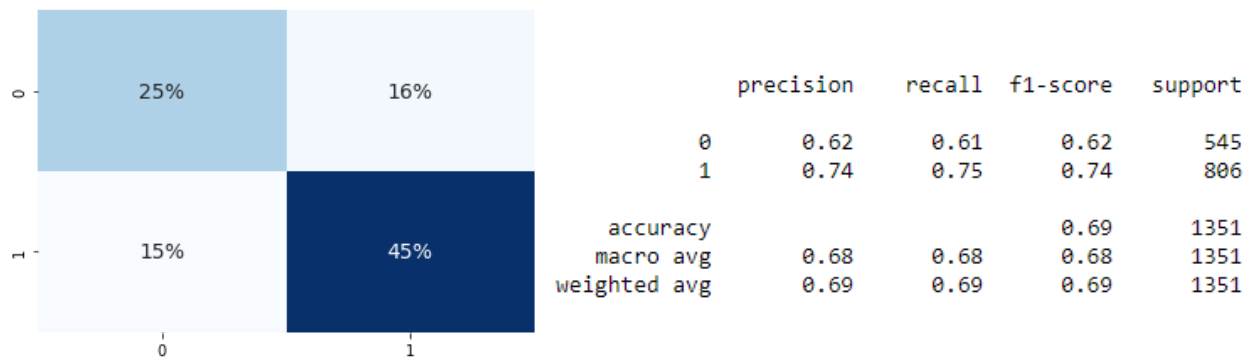 0
25%
16%
1
15%
45%
0
1
precision recall f1-score support
0 0.62 0.61 0.62 545
1 0.74 0.75 0.74 806
accuracy 0.69 1351
macro avg 0.68 0.68 0.68 1351
weighted avg 0.69 0.69 0.69 1351